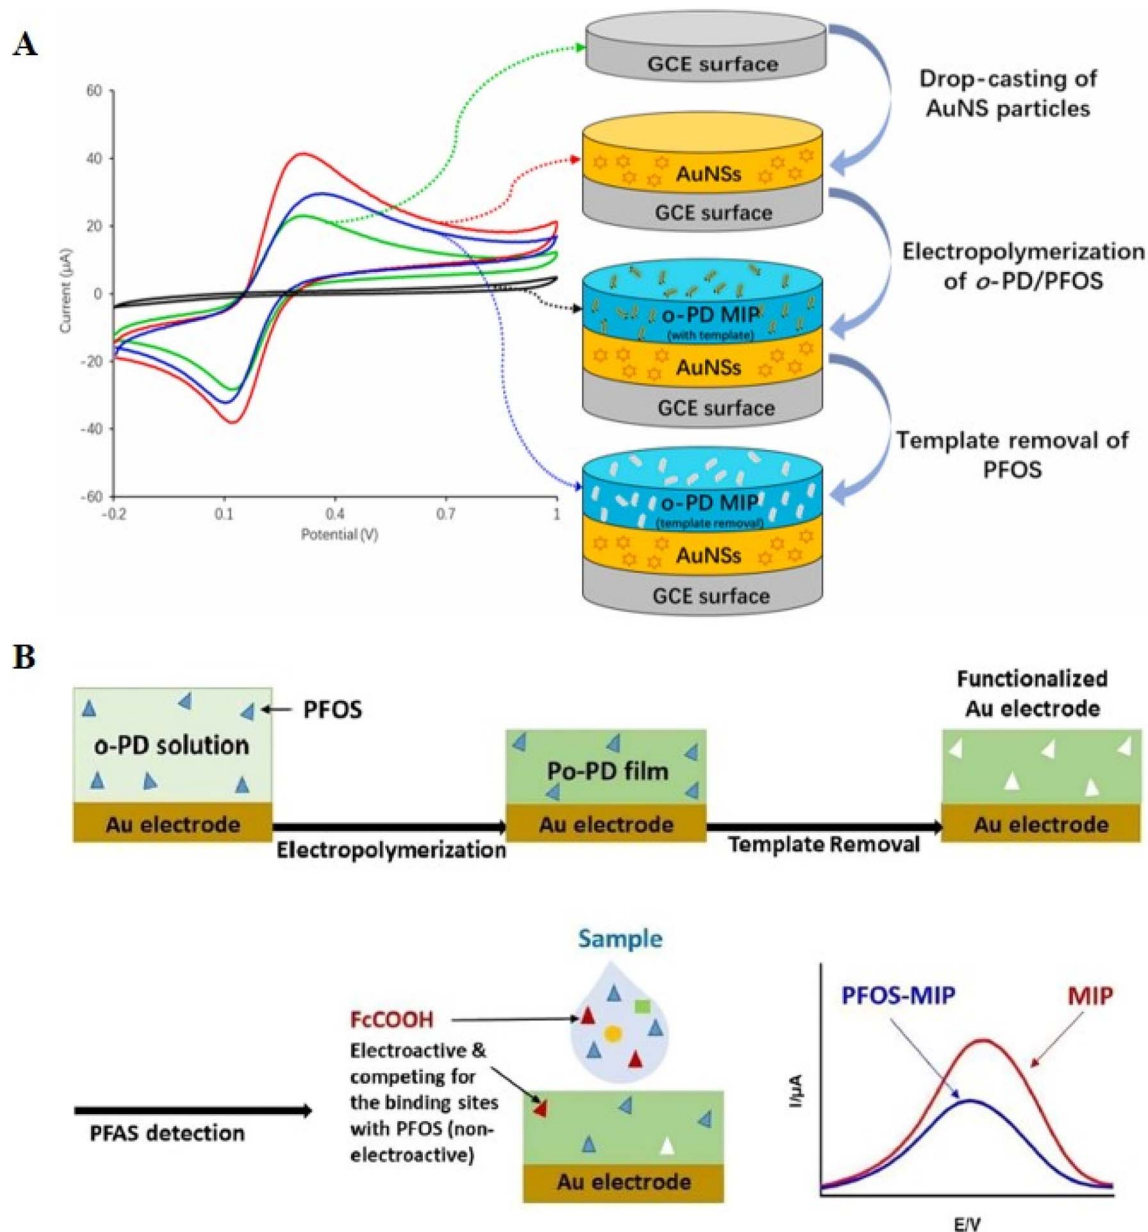 A
GCE surface
Drop-casting of
AuNS particles
AuNSs
GCE surface
Electropolymerization
of o-PD/PFOS
o-PD MIP
(with template)
AuNSs
GCE surface
Template removal of
PFOS
o-PD MIP
(template removal)
AuNSs
GCE surface
60
40
20
0
-20
-40
-60
Current (µA)
-0.2
0.1
0.4
0.7
1
Potential (V)
B
PFOS
o-PD solution
Au electrode
Electropolymerization
Po-PD film
Au electrode
Template Removal
Functionalized
Au electrode
Au electrode
PFAS detection
Sample
FcCOOH
Electroactive &
competing for
the binding sites
with PFOS (non-
electroactive)
Au electrode
PFOS-MIP
MIP
I/µA
E/V